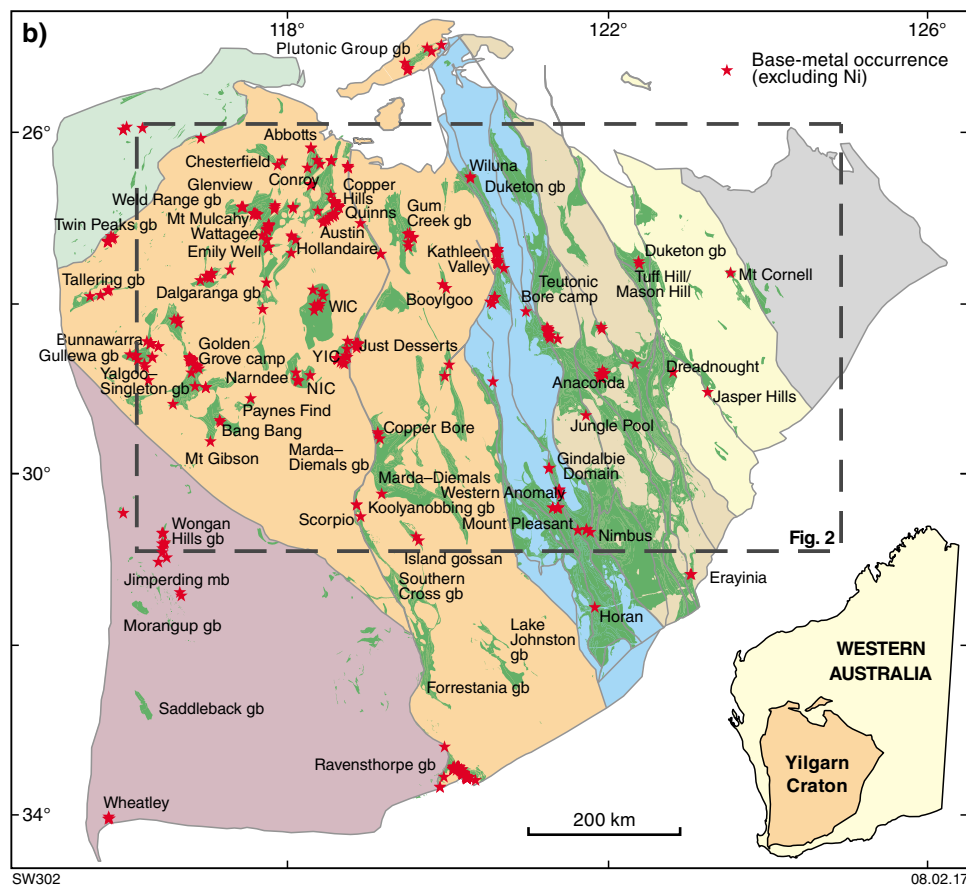 b)
118°
122°
126°
Plutonic Group gb
Base-metal occurrence
(excluding Ni)
26°
Abbotts
Chesterfield
Conroy
Wiluna
Glenview
Copper
Hills
Duketon gb
Weld Range gb
Quinns
Gum
Creek gb
Mt Mulcahy
Twin Peaks gb
Wattagee
Austin
Hollandaire
Emily Well
Kathleen
Valley
Duketon gb
Tuff Hill/
Mason Hill
Mt Cornell
Tallering gb
Dalgaranga gb
WIC
Booylgoo
Teutonic
Bore camp
Bunnawarra
Gullewa gb
Golden
Grove camp
YIC
Just Desserts
Yalgoo–
Singleton gb
Narndee
NIC
Anaconda
Dreadnought
Jasper Hills
Paynes Find
Bang Bang
Jungle Pool
Mt Gibson
Copper Bore
Marda–
Diemals gb
Gindalbie
Domain
30°
Marda–Diemals
Western Anomaly
Koolyanobbing gb
Scorpio
Mount Pleasant
Nimbus
Wongan
Hills gb
Fig. 2
Island gossan
Jimperding mb
Southern
Cross gb
Erayinia
Morangup gb
Horan
Lake
Johnston
gb
WESTERN
AUSTRALIA
Forrestania gb
Saddleback gb
Ravensthorpe gb
Yilgarn
Craton
Wheatley
34°
200 km
SW302
08.02.17